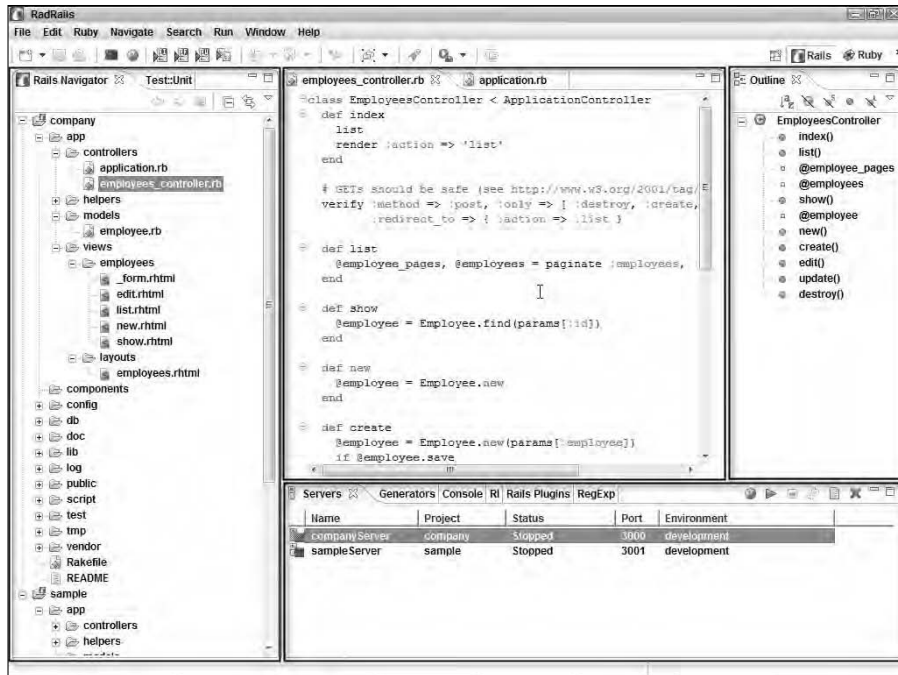 RadRails
File Edit Ruby Navigate Search Run Window Help
Rails Ruby
Rails Navigator Test::Unit
company
app
controllers
application.rb
employees_controller.rb
helpers
models
employee.rb
views
employees
_form.rhtml
edit.rhtml
list.rhtml
new.rhtml
show.rhtml
layouts
employees.rhtml
components
config
db
doc
lib
log
public
script
test
tmp
vendor
Rakefile
README
sample
app
controllers
helpers
employees_controller.rb application.rb
class EmployeesController < ApplicationController
def index
list
render :action => 'list'
end
# GETs should be safe (see http://www.w3.org/2001/tag/
verify :method => :post, :only => [ :destroy, :create,
:redirect_to => { :action => :list }
def list
@employee_pages, @employees = paginate :employees,
end
def show
@employee = Employee.find(params[:id])
end
def new
@employee = Employee.new
end
def create
@employee = Employee.new(params[:employee])
if @employee.save
Outline
EmployeesController
index()
list()
@employee_pages
@employees
show()
@employee
new()
create()
edit()
update()
destroy()
Servers Generators Console RI Rails Plugins RegExp
Name Project Status Port Environment
companyServer company Stopped 3000 development
sampleServer sample Stopped 3001 development